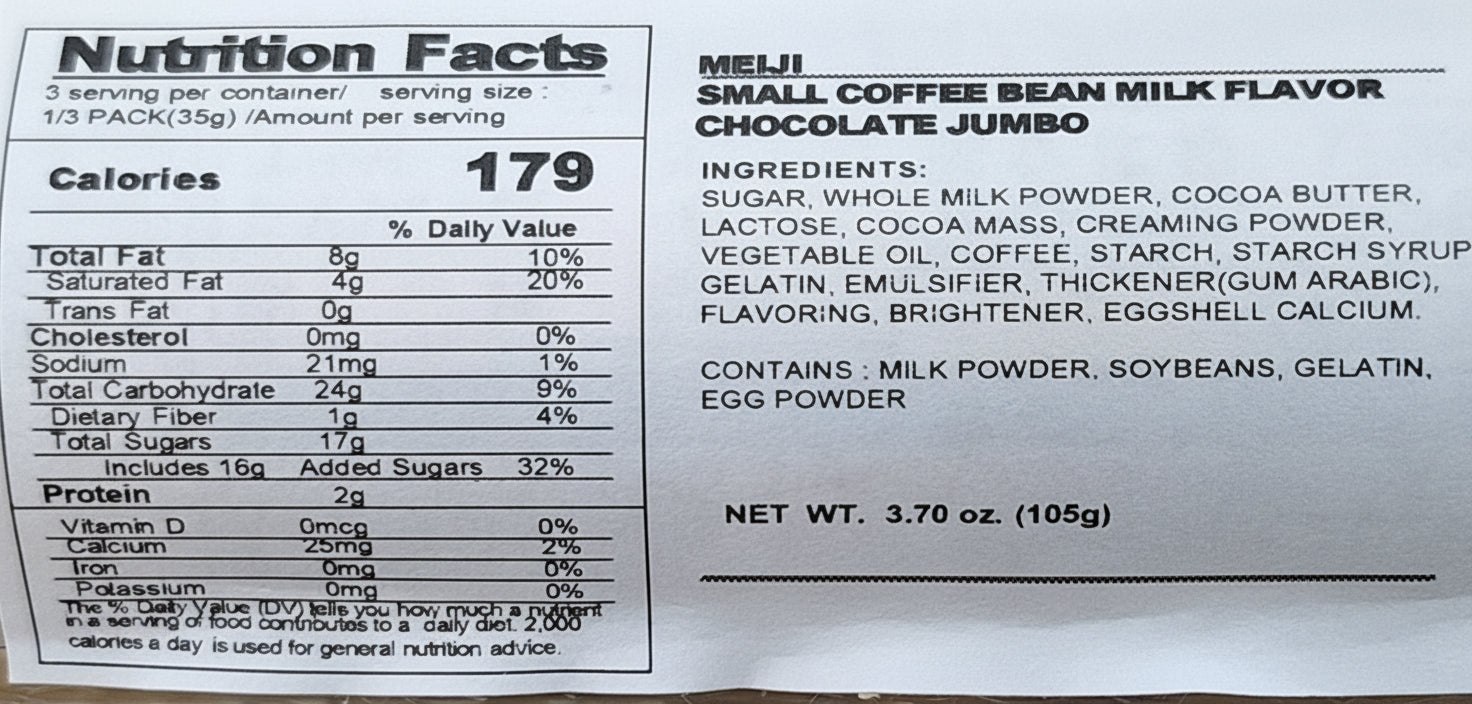 Nutrition Facts
3 serving per container/ serving size :
1/3 PACK(35g) /Amount per serving
Calories 179
% Daily Value
Total Fat 8g 10%
Saturated Fat 4g 20%
Trans Fat 0g
Cholesterol 0mg 0%
Sodium 21mg 1%
Total Carbohydrate 24g 9%
Dietary Fiber 1g 4%
Total Sugars 17g
Includes 16g Added Sugars 32%
Protein 2g
Vitamin D 0mcg 0%
Calcium 25mg 2%
Iron 0mg 0%
Potassium 0mg 0%
The % Daily Value (DV) tells you how much a nutrient
in a serving of food contributes to a daily diet. 2,000
calories a day is used for general nutrition advice.
MEIJI
SMALL COFFEE BEAN MILK FLAVOR
CHOCOLATE JUMBO
INGREDIENTS:
SUGAR, WHOLE MILK POWDER, COCOA BUTTER,
LACTOSE, COCOA MASS, CREAMING POWDER,
VEGETABLE OIL, COFFEE, STARCH, STARCH SYRUP
GELATIN, EMULSIFIER, THICKENER(GUM ARABIC),
FLAVORING, BRIGHTENER, EGGSHELL CALCIUM.
CONTAINS : MILK POWDER, SOYBEANS, GELATIN,
EGG POWDER
NET WT. 3.70 oz. (105g)